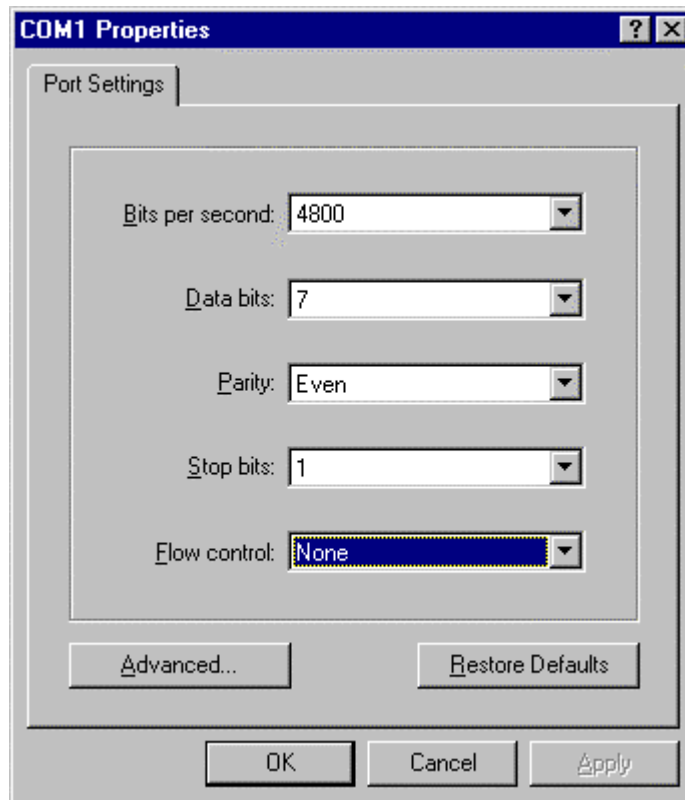 COM1 Properties
Port Settings
Bits per second: 4800
Data bits: 7
Parity: Even
Stop bits: 1
Flow control: None
Advanced... Restore Defaults
OK Cancel Apply